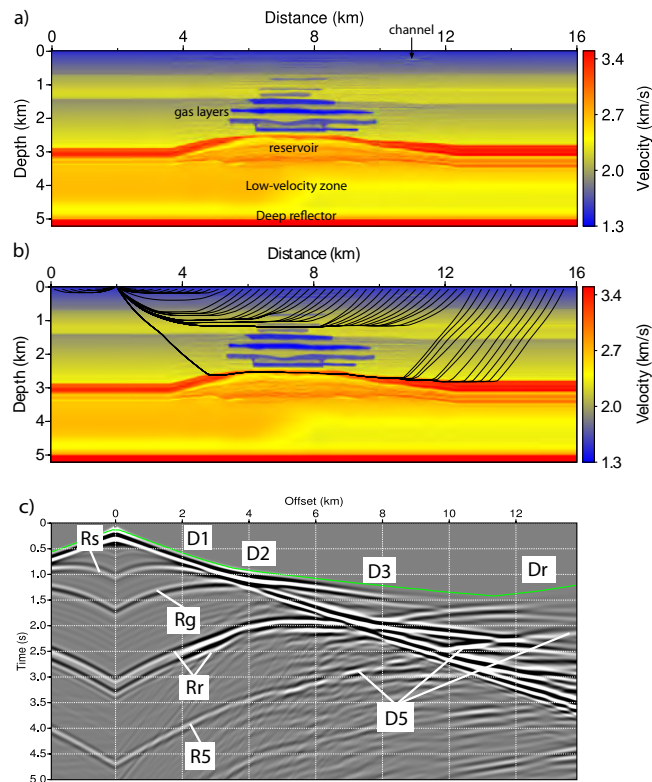 a)
Distance (km)
0 4 8 12 16
channel
gas layers
reservoir
Low-velocity zone
Deep reflector
0
1
2
3
4
5
Depth (km)
3.4
2.7
2.0
1.3
Velocity (km/s)
b)
Distance (km)
0 4 8 12 16
0
1
2
3
4
5
Depth (km)
3.4
2.7
2.0
1.3
Velocity (km/s)
c)
Offset (km)
0 2 4 6 8 10 12
0
0.5
1.0
1.5
2.0
2.5
3.0
3.5
4.0
4.5
5.0
Time (s)
Rs
D1
D2
D3
Dr
Rg
Rr
D5
R5